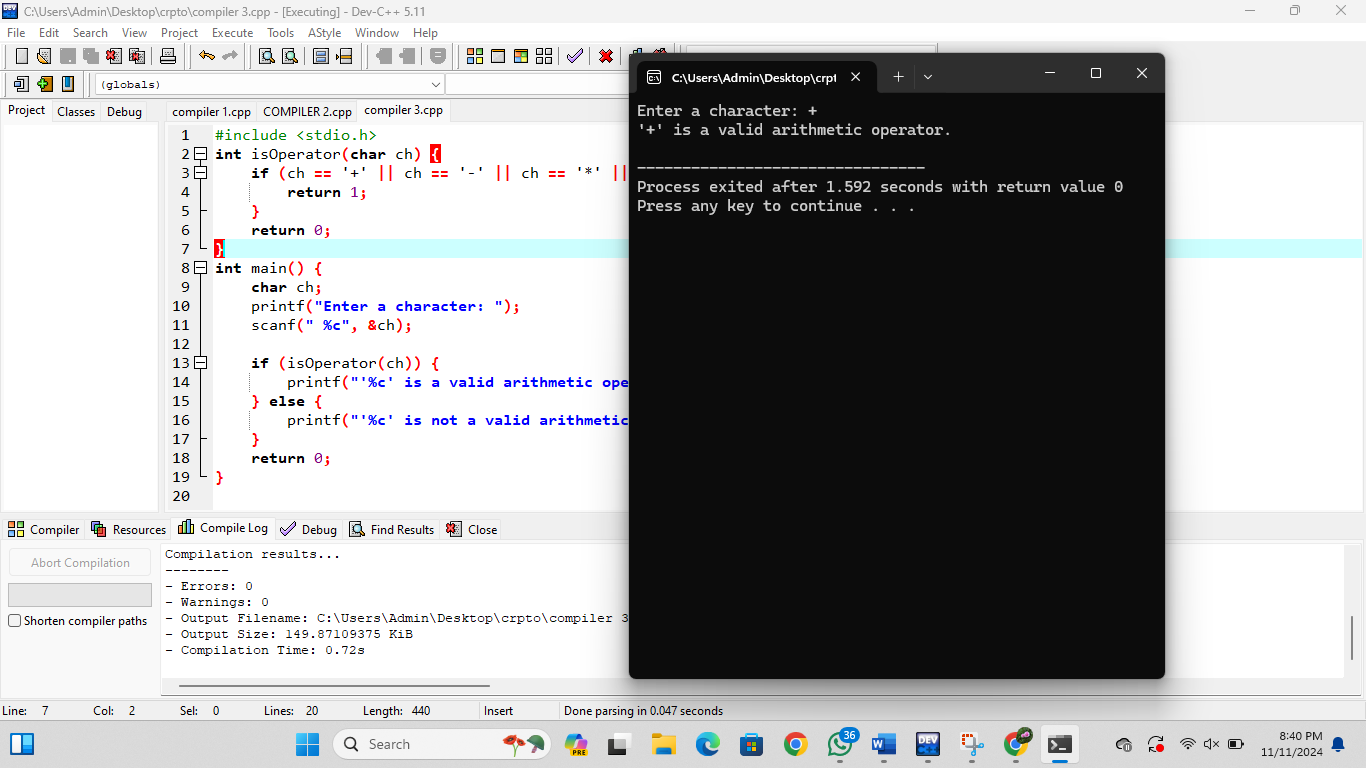 C:\Users\Admin\Desktop\crpto\compiler 3.cpp - [Executing] - Dev-C++ 5.11
File Edit Search View Project Execute Tools AStyle Window Help
(globals)
Project Classes Debug
compiler 1.cpp COMPILER 2.cpp compiler 3.cpp
1 #include <stdio.h>
2 int isOperator(char ch) {
3 if (ch == '+' || ch == '-' || ch == '*' ||
4 return 1;
5 }
6 return 0;
7 }
8 int main() {
9 char ch;
10 printf("Enter a character: ");
11 scanf(" %c", &ch);
12
13 if (isOperator(ch)) {
14 printf("'%c' is a valid arithmetic ope
15 } else {
16 printf("'%c' is not a valid arithmetic
17 }
18 return 0;
19 }
20
C:\Users\Admin\Desktop\crpt
Enter a character: +
'+' is a valid arithmetic operator.
--------------------------------
Process exited after 1.592 seconds with return value 0
Press any key to continue . . .
Compiler Resources Compile Log Debug Find Results Close
Abort Compilation
Shorten compiler paths
Compilation results...
--------
- Errors: 0
- Warnings: 0
- Output Filename: C:\Users\Admin\Desktop\crpto\compiler 3
- Output Size: 149.87109375 KiB
- Compilation Time: 0.72s
Line: 7 Col: 2 Sel: 0 Lines: 20 Length: 440 Insert Done parsing in 0.047 seconds
Search
PRE
36
DEV
8:40 PM
11/11/2024